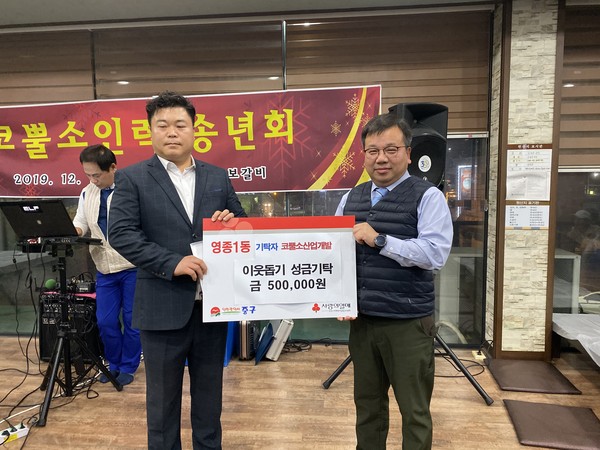 코뿔소인력 송년회
2019. 12.
보갈비
영종1동 기탁자 코뿔소산업개발
이웃돕기 성금기탁
금 500,000원
중구
사랑의열매